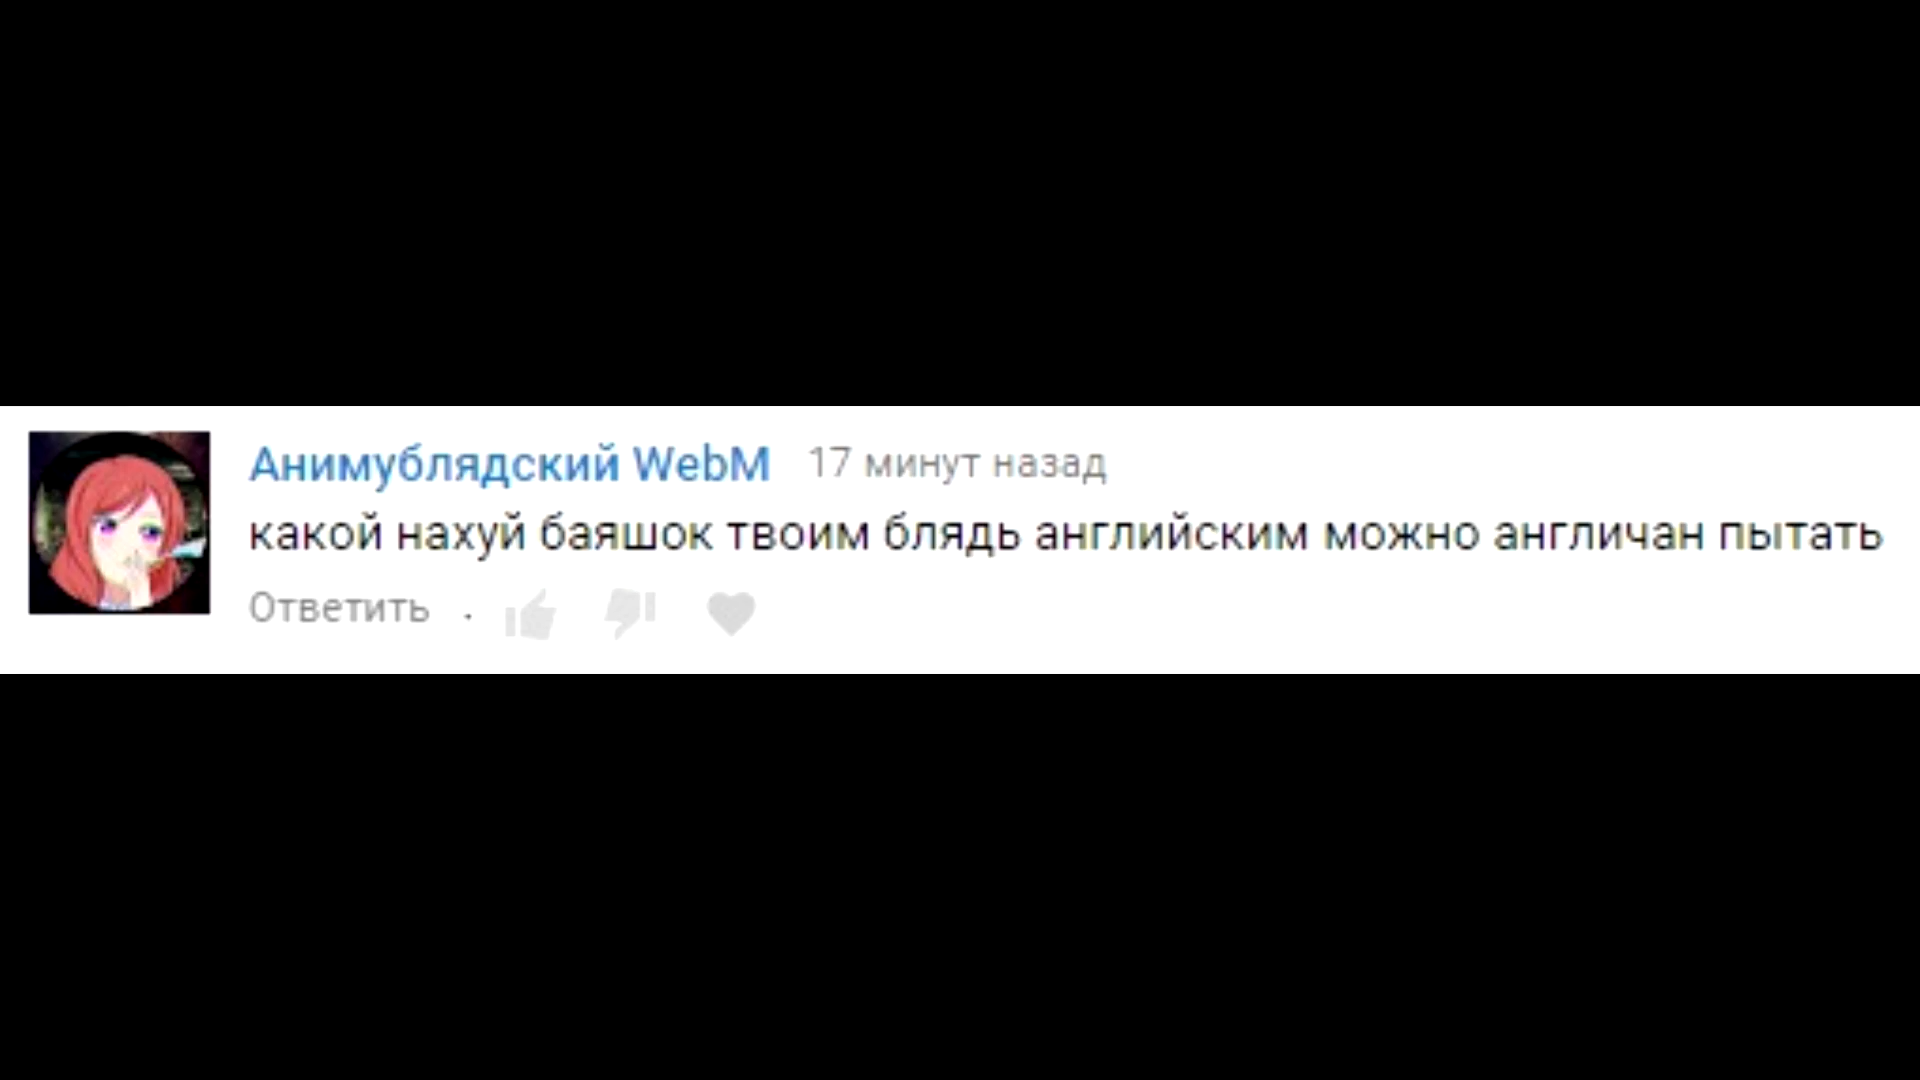 Анимублядский WebM 17 минут назад
какой нахуй баяшок твоим блядь английским можно англичан пытать
Ответить